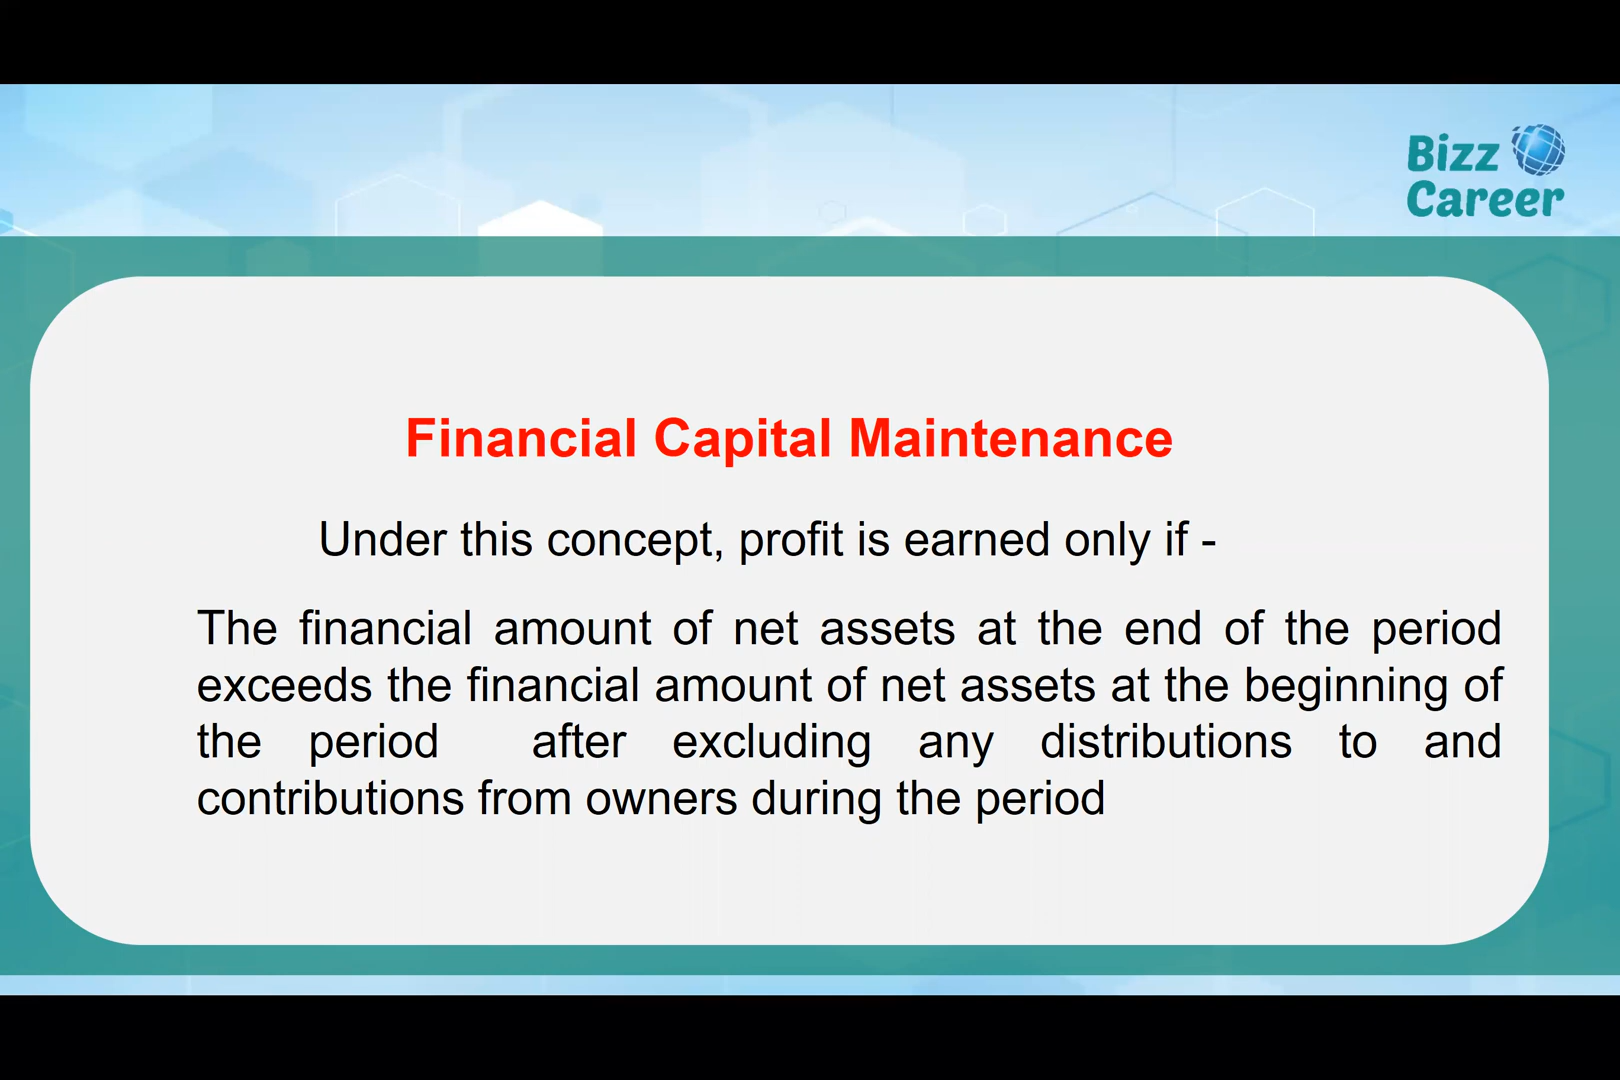 Bizz
Career
Financial Capital Maintenance
Under this concept, profit is earned only if -
The financial amount of net assets at the end of the period
exceeds the financial amount of net assets at the beginning of
the period after excluding any distributions to and
contributions from owners during the period